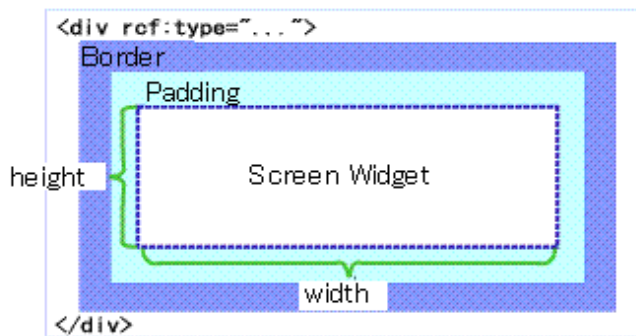 <div rcf:type="...">
Border
Padding
height
Screen Widget
width
</div>